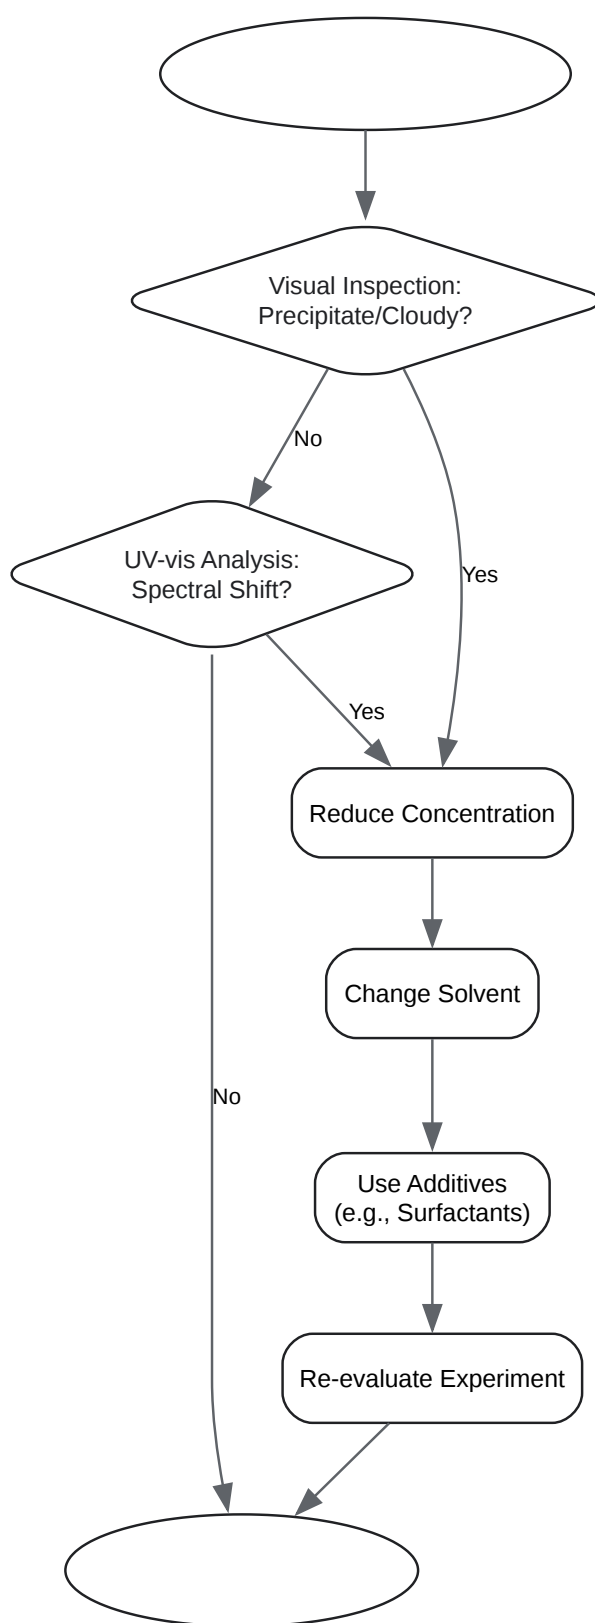 Visual Inspection:
Precipitate/Cloudy?
No
Yes
UV-vis Analysis:
Spectral Shift?
Yes
Reduce Concentration
Change Solvent
No
Use Additives
(e.g., Surfactants)
Re-evaluate Experiment